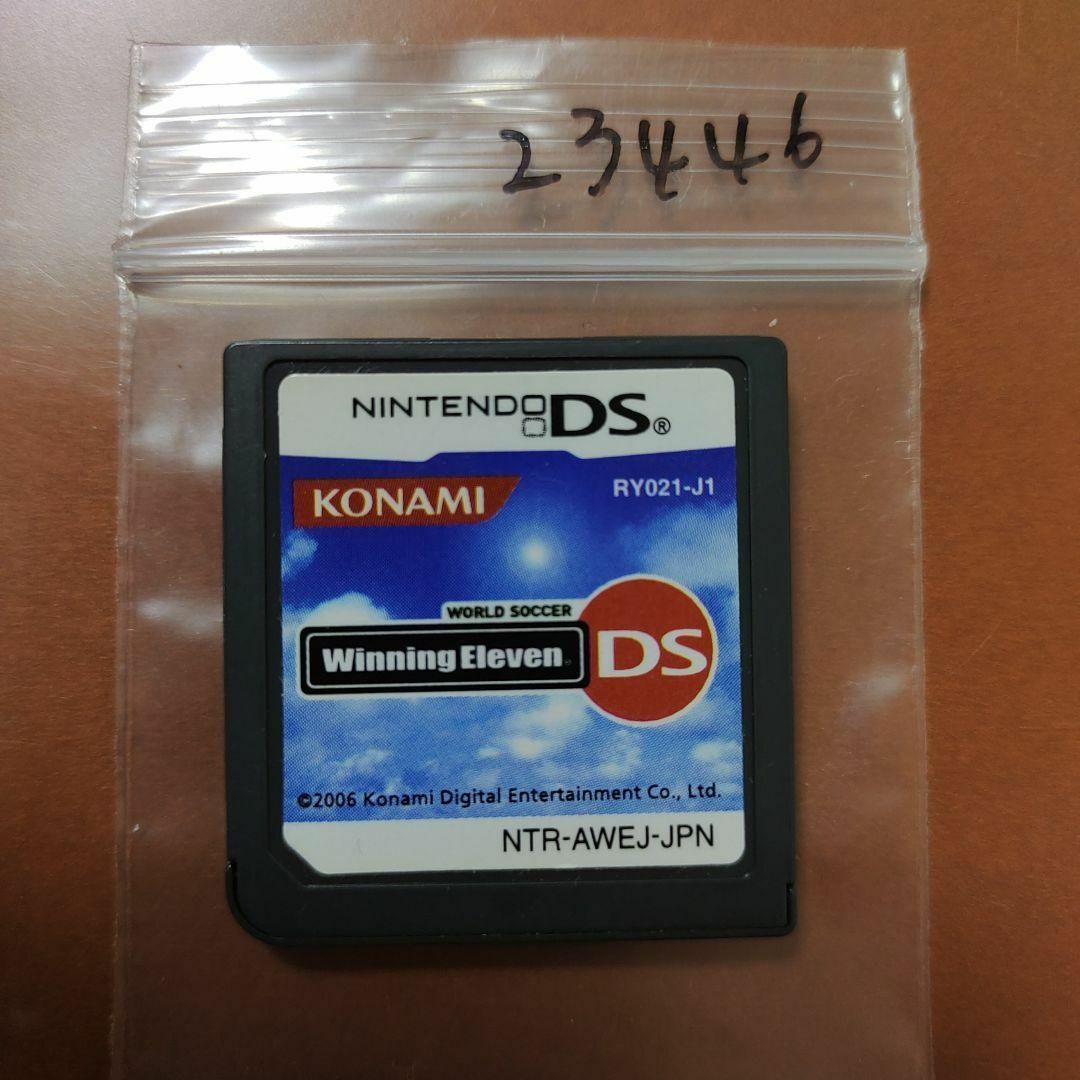 23446
NINTENDO DS®
KONAMI
RY021-J1
WORLD SOCCER
Winning Eleven
DS
©2006 Konami Digital Entertainment Co., Ltd.
NTR-AWEJ-JPN